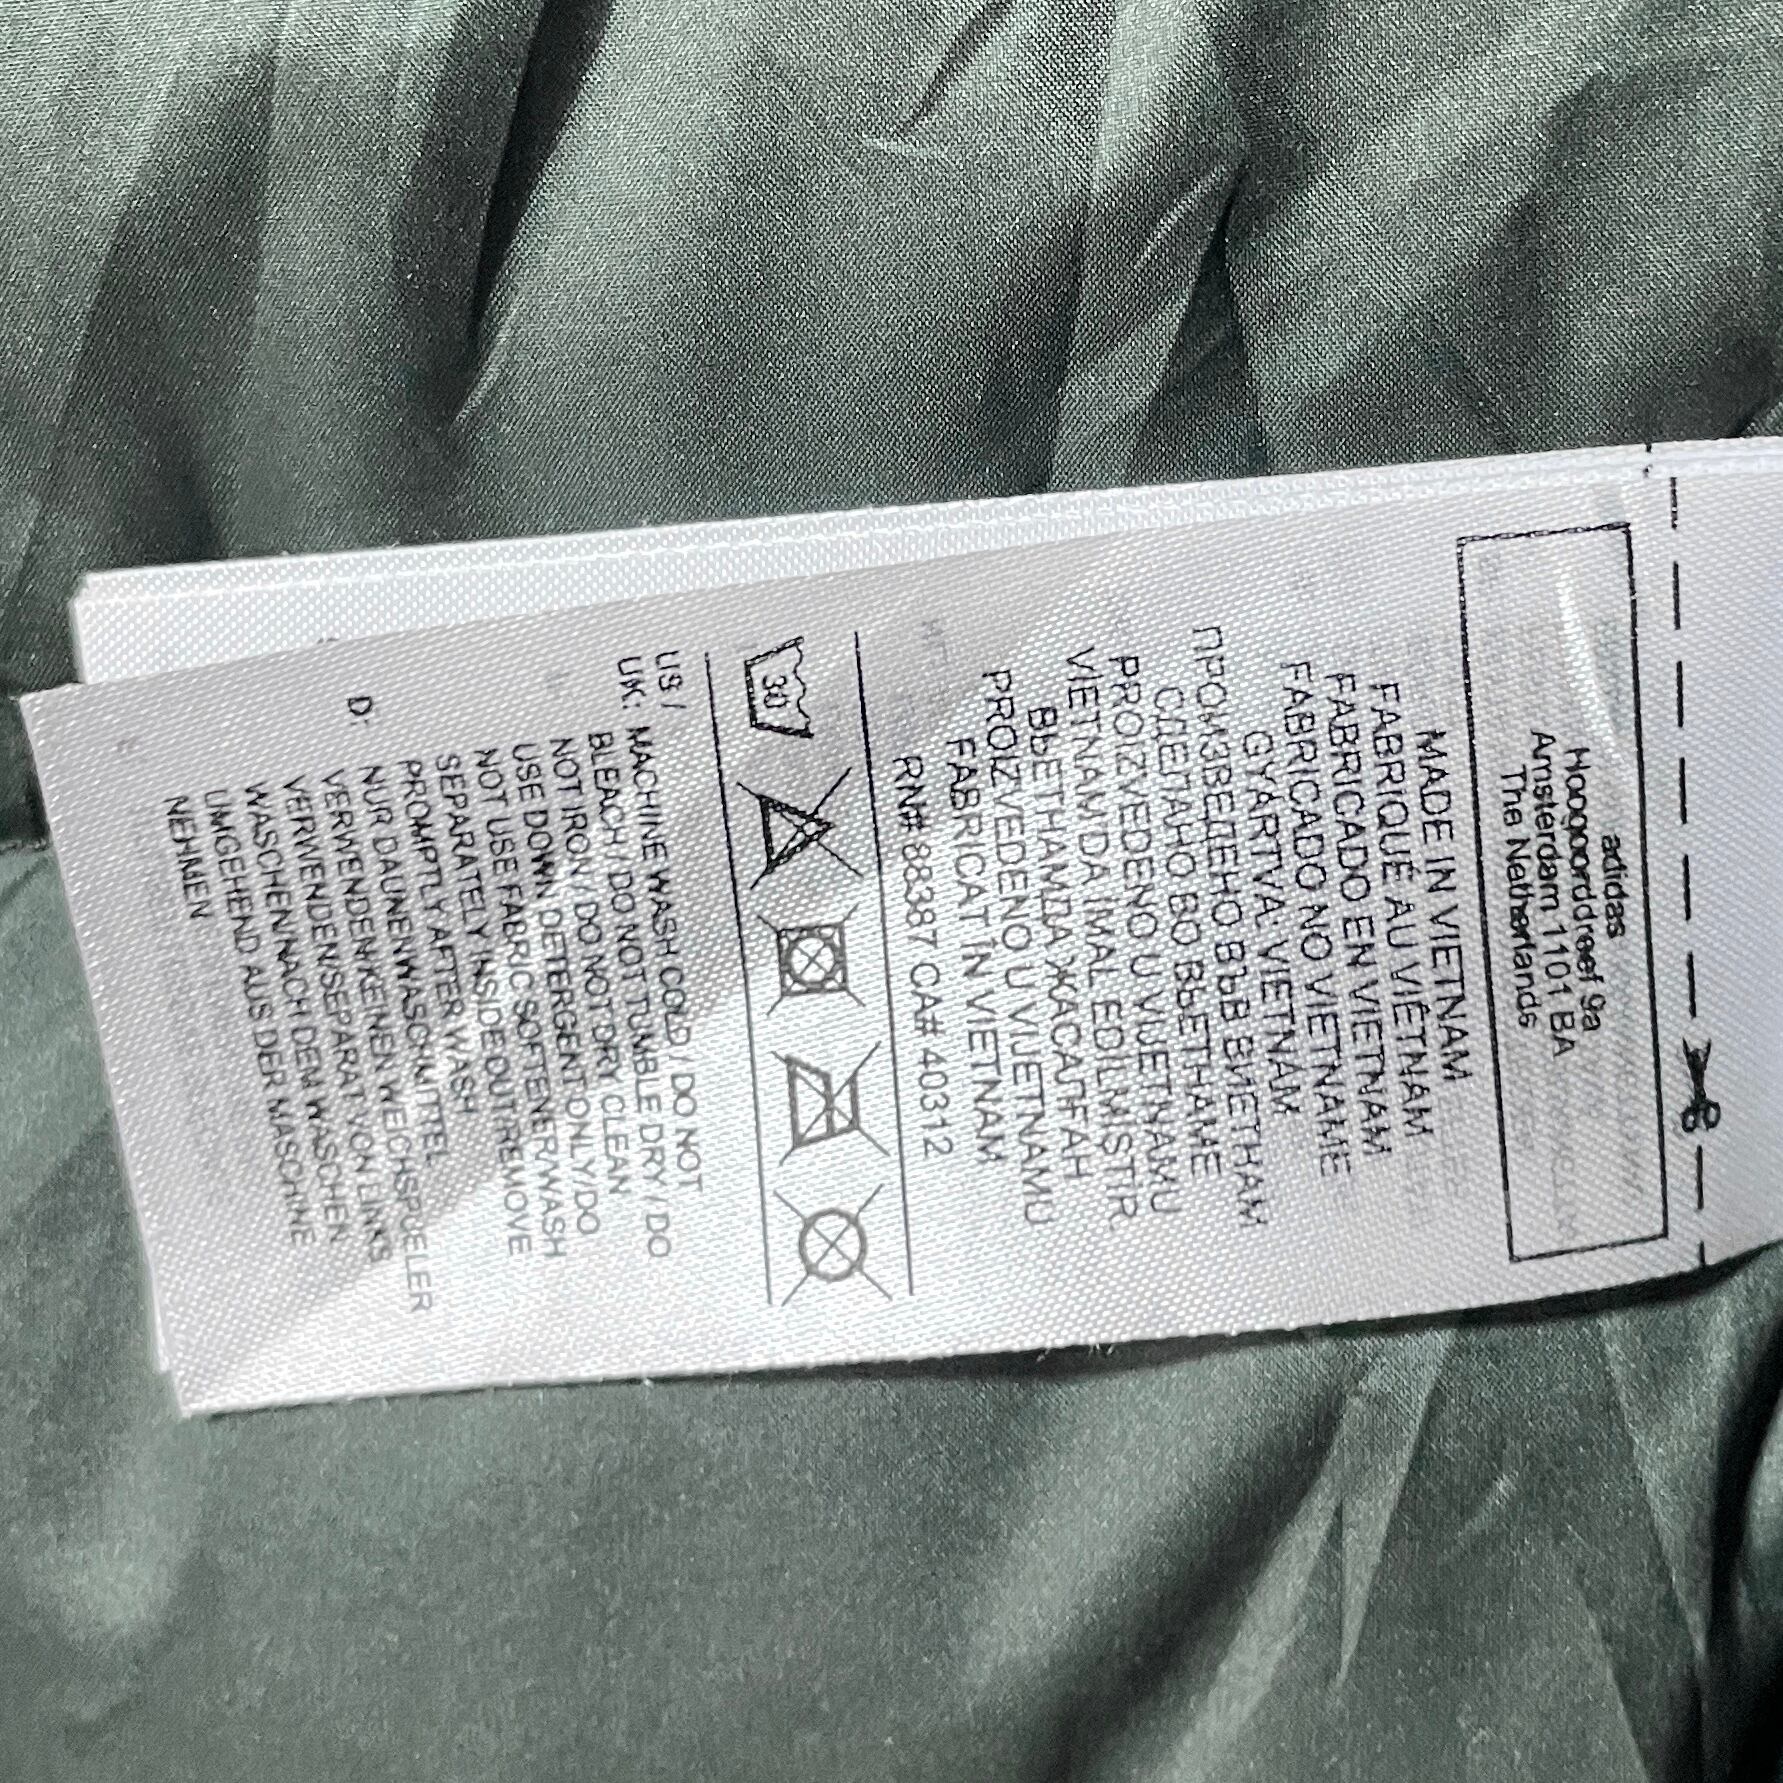 adidas
Hoogoorddreef 9a
Amsterdam 1101 BA
The Netherlands
MADE IN VIETNAM
FABRIQUÉ AU VIÊTNAM
FABRICADO EN VIETNAM
FABRICADO NO VIETNAME
GYÁRTVA: VIETNÁM
ПРОИЗВЕДЕНО ВЪВ ВИЕТНАМ
СДЕЛАНО ВО ВЬЕТНАМЕ
PROIZVEDENO U VIJETNAMU
VİETNAM'DA İMAL EDİLMİŞTİR
ВЬЕТНАМДА ЖАСАЛҒАН
PROIZVEDENO U VIJETNAMU
FABRICAT ÎN VIETNAM
RN# 88387 CA# 40312
30
US /
UK: MACHINE WASH COLD / DO NOT
BLEACH / DO NOT TUMBLE DRY / DO
NOT IRON / DO NOT DRY CLEAN
USE DOWN DETERGENT ONLY/DO
NOT USE FABRIC SOFTENER/WASH
SEPARATELY INSIDE OUT/REMOVE
PROMPTLY AFTER WASH
D: NUR DAUNENWASCHMITTEL
VERWENDEN/KEINEN WEICHSPÜELER
VERWENDEN/SEPARAT VON LINKS
WASCHEN/NACH DEM WASCHEN
UMGEHEND AUS DER MASCHINE
NEHMEN